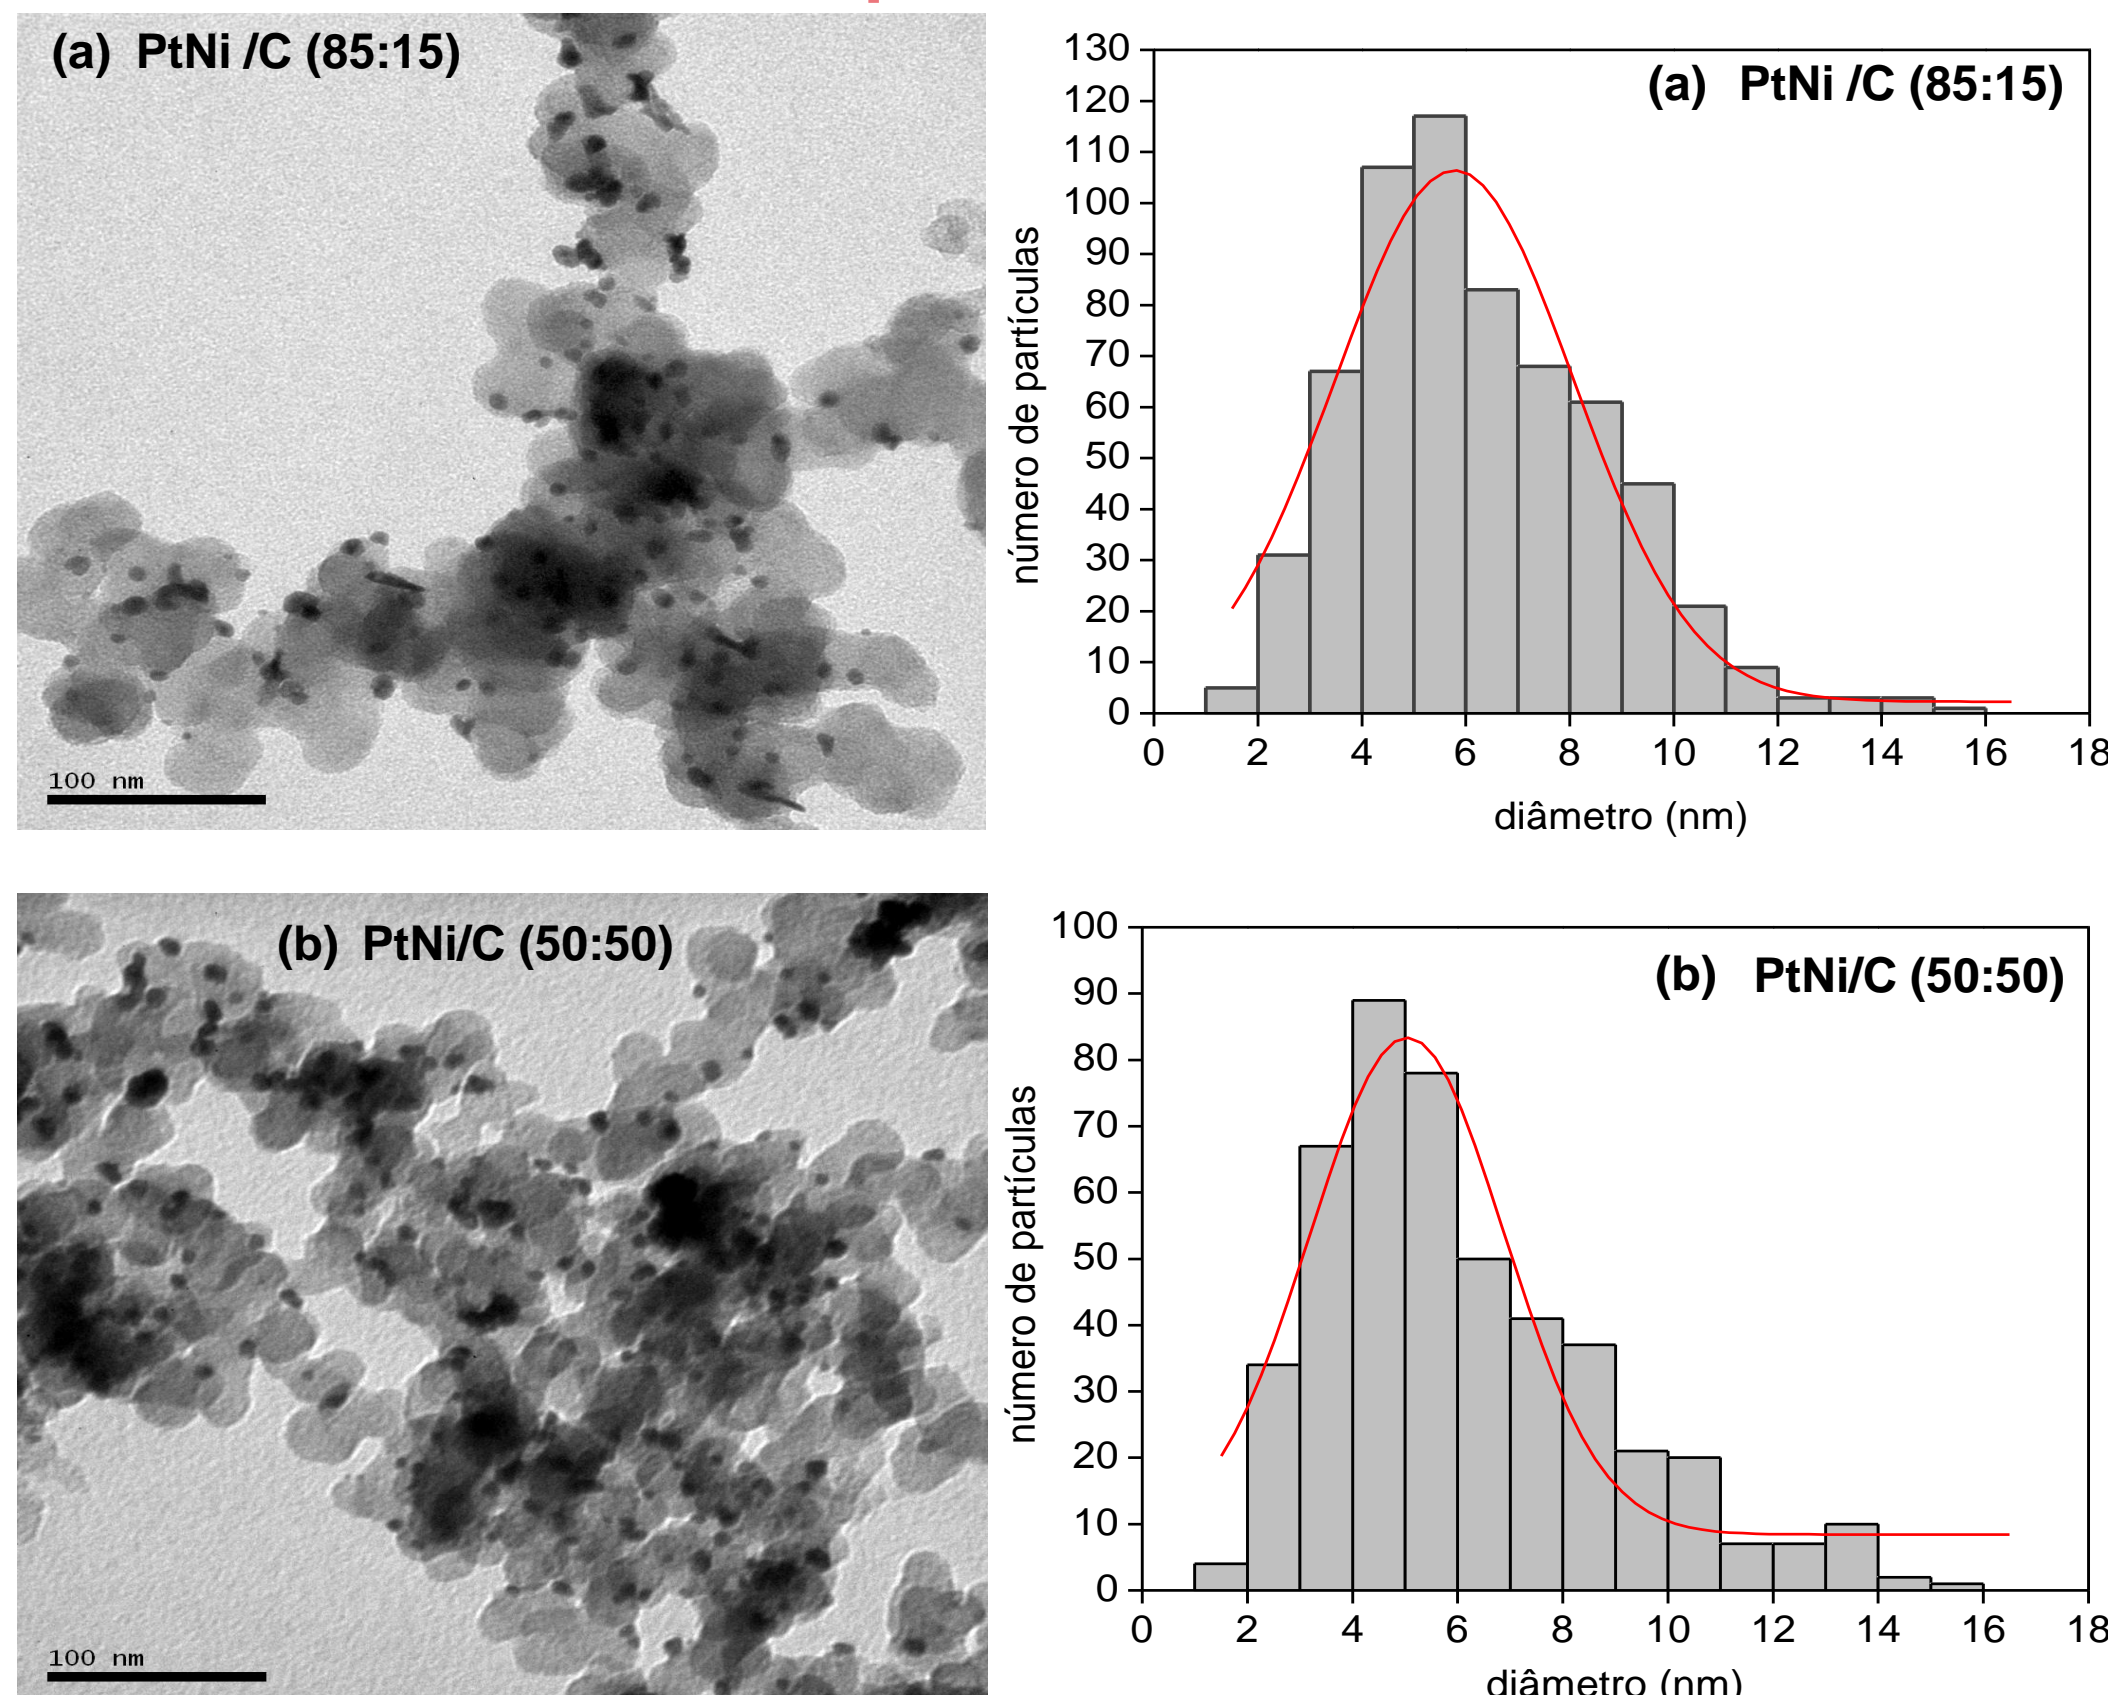 (a) PtNi /C (85:15)
100 nm
130
120
110
100
90
80
70
60
50
40
30
20
10
0
número de partículas
(a) PtNi /C (85:15)
0 2 4 6 8 10 12 14 16 18
diâmetro (nm)
(b) PtNi/C (50:50)
100 nm
100
90
80
70
60
50
40
30
20
10
0
número de partículas
(b) PtNi/C (50:50)
0 2 4 6 8 10 12 14 16 18
diâmetro (nm)